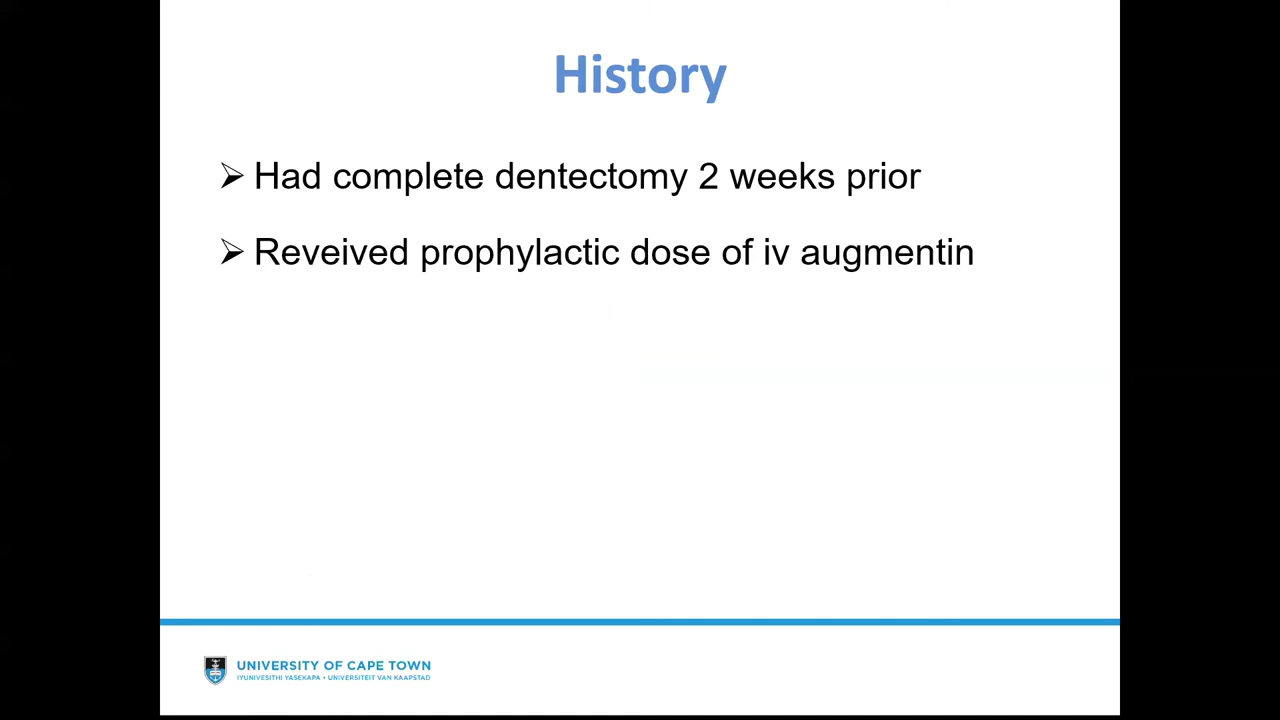 History
➢ Had complete dentectomy 2 weeks prior
➢ Reveived prophylactic dose of iv augmentin
UNIVERSITY OF CAPE TOWN
IYUNIVESITHI YASEKAPA • UNIVERSITEIT VAN KAAPSTAD